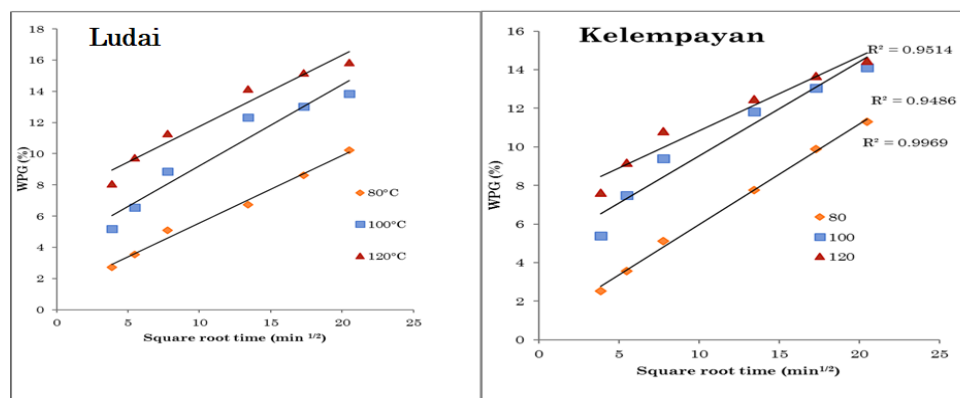 Ludai
18
16
14
12
10
8
6
4
2
0
WPG (%)
80°C
100°C
120°C
0 5 10 15 20 25
Square root time (min 1/2)
Kelempayan
16
14
12
10
8
6
4
2
0
WPG (%)
R² = 0.9514
R² = 0.9486
R² = 0.9969
80
100
120
0 5 10 15 20 25
Square root time (min1/2)